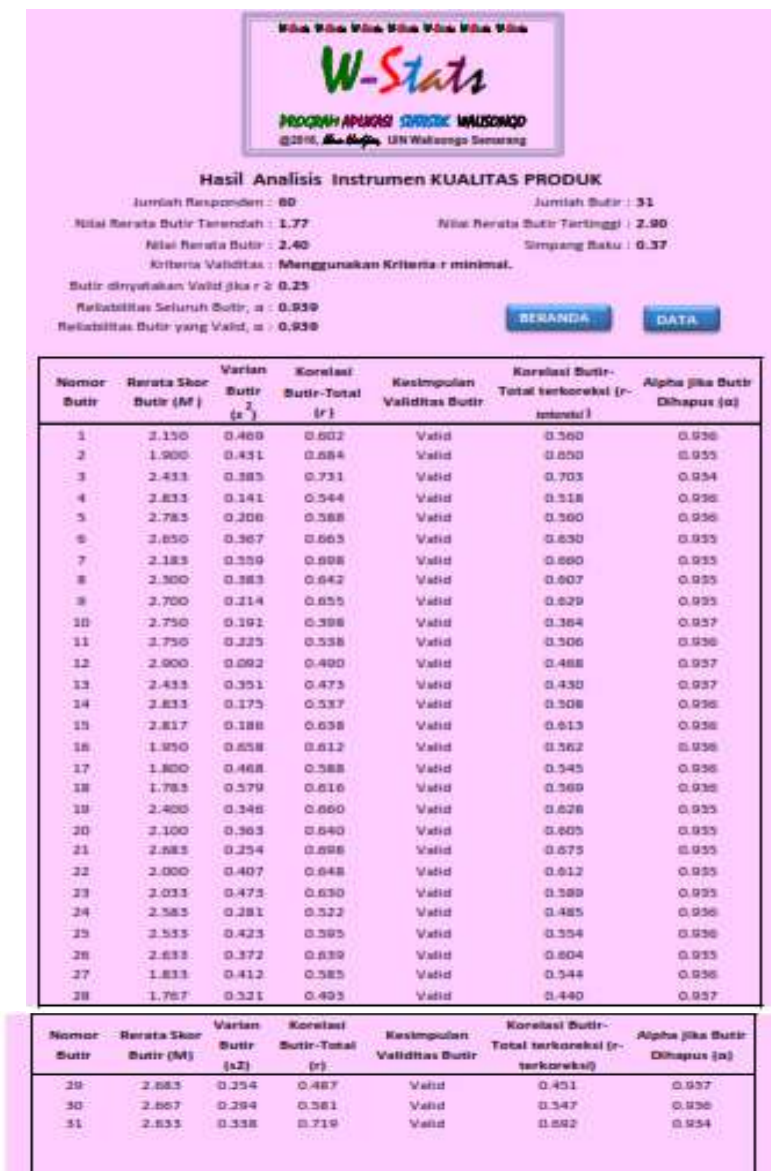 W-Stats
PROGRAM APLIKASI STATISTIK WALISONGO
@2016, UIN Walisongo Semarang
Hasil Analisis Instrumen KUALITAS PRODUK
Jumlah Responden : 60 Jumlah Butir : 31
Nilai Rerata Butir Terendah : 1.77 Nilai Rerata Butir Tertinggi : 2.90
Nilai Rerata Butir : 2.40 Simpang Baku : 0.37
Kriteria Validitas : Menggunakan Kriteria r minimal.
Butir dinyatakan Valid jika r ≥ 0.25
Reliabilitas Seluruh Butir, α : 0.939
Reliabilitas Butir yang Valid, α : 0.939
BERANDA DATA
Nomor Butir Rerata Skor Butir (M) Varian Butir (s²) Korelasi Butir-Total (r) Kesimpulan Validitas Butir Korelasi Butir-Total terkoreksi (r-terkoreksi) Alpha Jika Butir Dihapus (α)
1 2.150 0.469 0.602 Valid 0.560 0.936
2 1.900 0.431 0.684 Valid 0.650 0.935
3 2.433 0.385 0.731 Valid 0.703 0.934
4 2.833 0.141 0.544 Valid 0.518 0.936
5 2.783 0.206 0.588 Valid 0.560 0.936
6 2.650 0.367 0.663 Valid 0.630 0.935
7 2.183 0.559 0.698 Valid 0.660 0.935
8 2.300 0.383 0.642 Valid 0.607 0.935
9 2.700 0.214 0.655 Valid 0.629 0.935
10 2.750 0.191 0.398 Valid 0.364 0.937
11 2.750 0.225 0.538 Valid 0.506 0.936
12 2.900 0.092 0.490 Valid 0.468 0.937
13 2.433 0.351 0.473 Valid 0.430 0.937
14 2.833 0.175 0.537 Valid 0.508 0.936
15 2.817 0.186 0.638 Valid 0.613 0.936
16 1.950 0.658 0.612 Valid 0.562 0.936
17 1.800 0.468 0.588 Valid 0.545 0.936
18 1.783 0.579 0.616 Valid 0.569 0.936
19 2.400 0.346 0.660 Valid 0.628 0.935
20 2.100 0.363 0.640 Valid 0.605 0.935
21 2.683 0.254 0.698 Valid 0.673 0.935
22 2.000 0.407 0.648 Valid 0.612 0.935
23 2.033 0.473 0.630 Valid 0.589 0.935
24 2.583 0.281 0.522 Valid 0.485 0.936
25 2.533 0.423 0.595 Valid 0.554 0.936
26 2.633 0.372 0.639 Valid 0.604 0.935
27 1.833 0.412 0.585 Valid 0.544 0.936
28 1.767 0.521 0.493 Valid 0.440 0.937
Nomor Butir Rerata Skor Butir (M) Varian Butir (s2) Korelasi Butir-Total (r) Kesimpulan Validitas Butir Korelasi Butir-Total terkoreksi (r-terkoreksi) Alpha Jika Butir Dihapus (α)
29 2.683 0.254 0.487 Valid 0.451 0.937
30 2.667 0.294 0.581 Valid 0.547 0.936
31 2.633 0.338 0.719 Valid 0.692 0.934